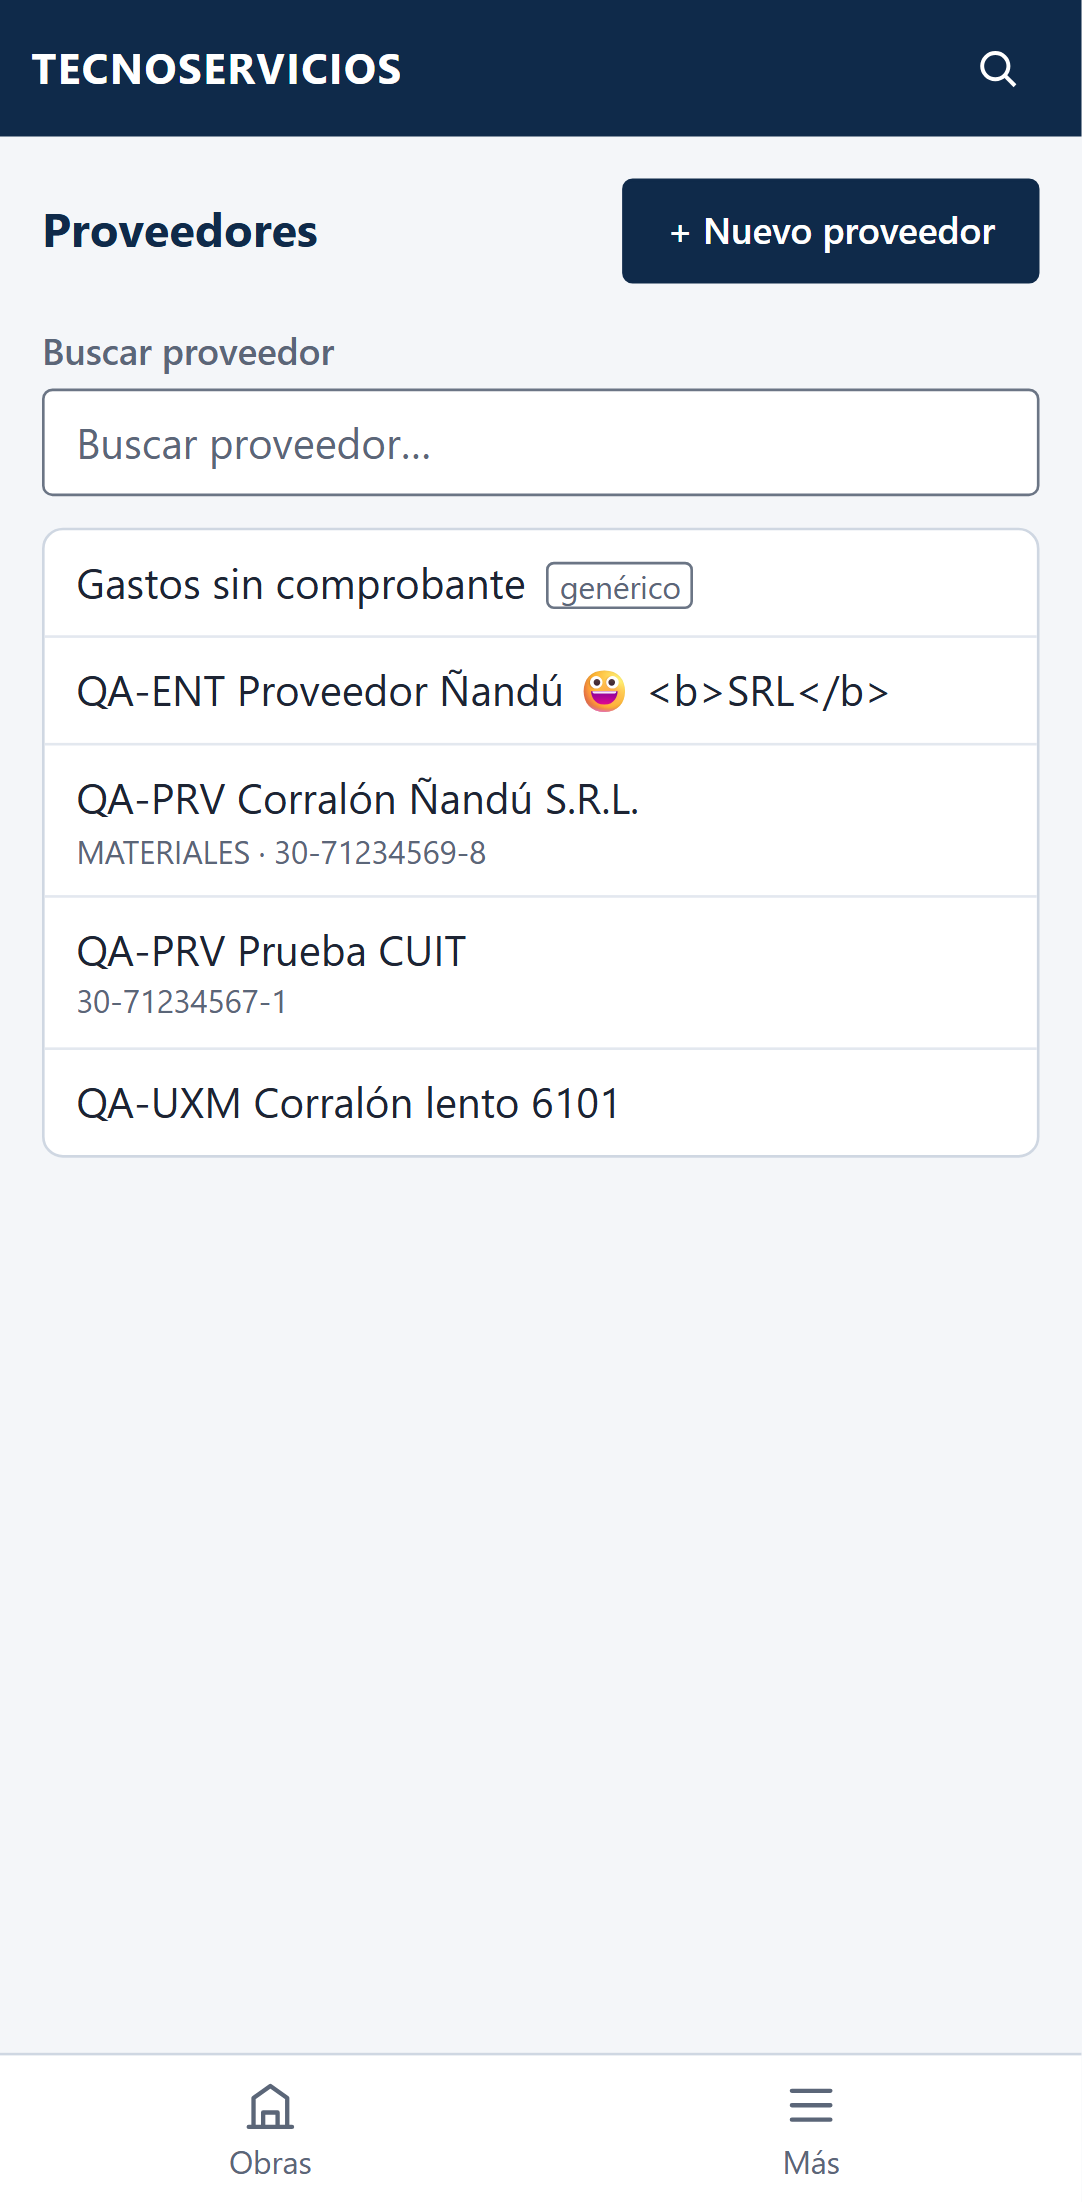 TECNOSERVICIOS
Proveedores
+ Nuevo proveedor
Buscar proveedor
Buscar proveedor...
Gastos sin comprobante genérico
QA-ENT Proveedor Ñandú 😀 <b>SRL</b>
QA-PRV Corralón Ñandú S.R.L.
MATERIALES · 30-71234569-8
QA-PRV Prueba CUIT
30-71234567-1
QA-UXM Corralón lento 6101
Obras
Más